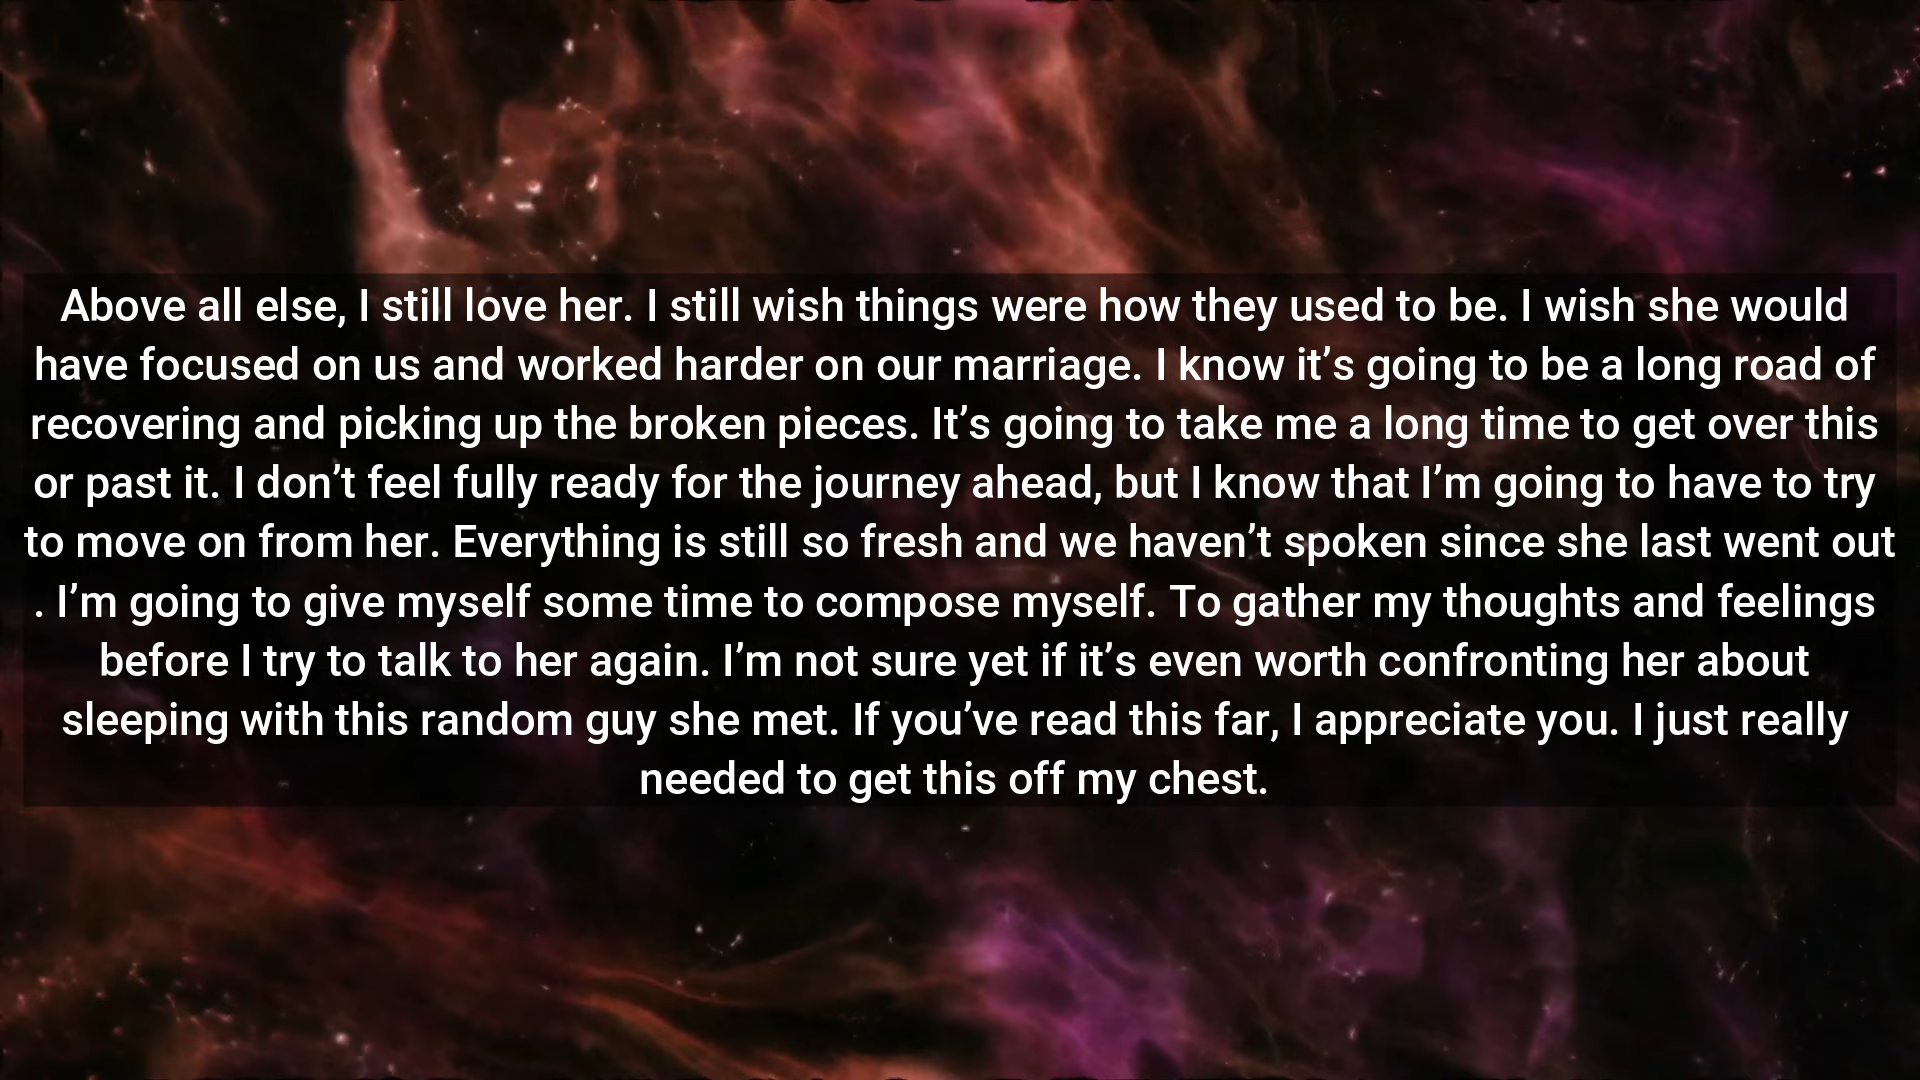 Above all else, I still love her. I still wish things were how they used to be. I wish she would
have focused on us and worked harder on our marriage. I know it’s going to be a long road of
recovering and picking up the broken pieces. It’s going to take me a long time to get over this
or past it. I don’t feel fully ready for the journey ahead, but I know that I’m going to have to try
to move on from her. Everything is still so fresh and we haven’t spoken since she last went out
. I’m going to give myself some time to compose myself. To gather my thoughts and feelings
before I try to talk to her again. I’m not sure yet if it’s even worth confronting her about
sleeping with this random guy she met. If you’ve read this far, I appreciate you. I just really
needed to get this off my chest.